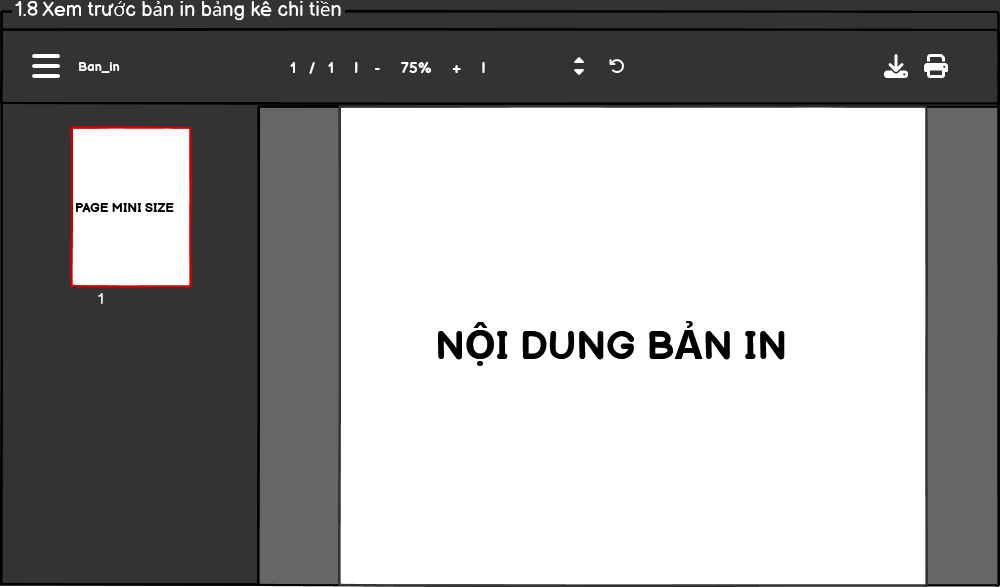 1.8 Xem trước bản in bảng kê chi tiền
Ban_in
1 / 1 | - 75% + |
PAGE MINI SIZE
1
NỘI DUNG BẢN IN